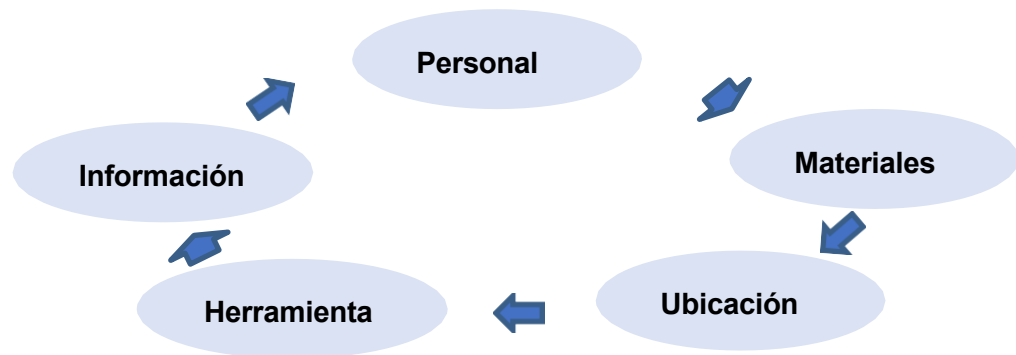 Personal
Materiales
Ubicación
Herramienta
Información